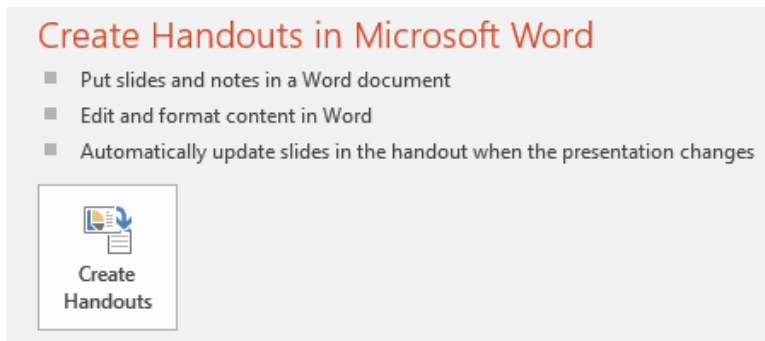 Create Handouts in Microsoft Word
Put slides and notes in a Word document
Edit and format content in Word
Automatically update slides in the handout when the presentation changes
Create
Handouts